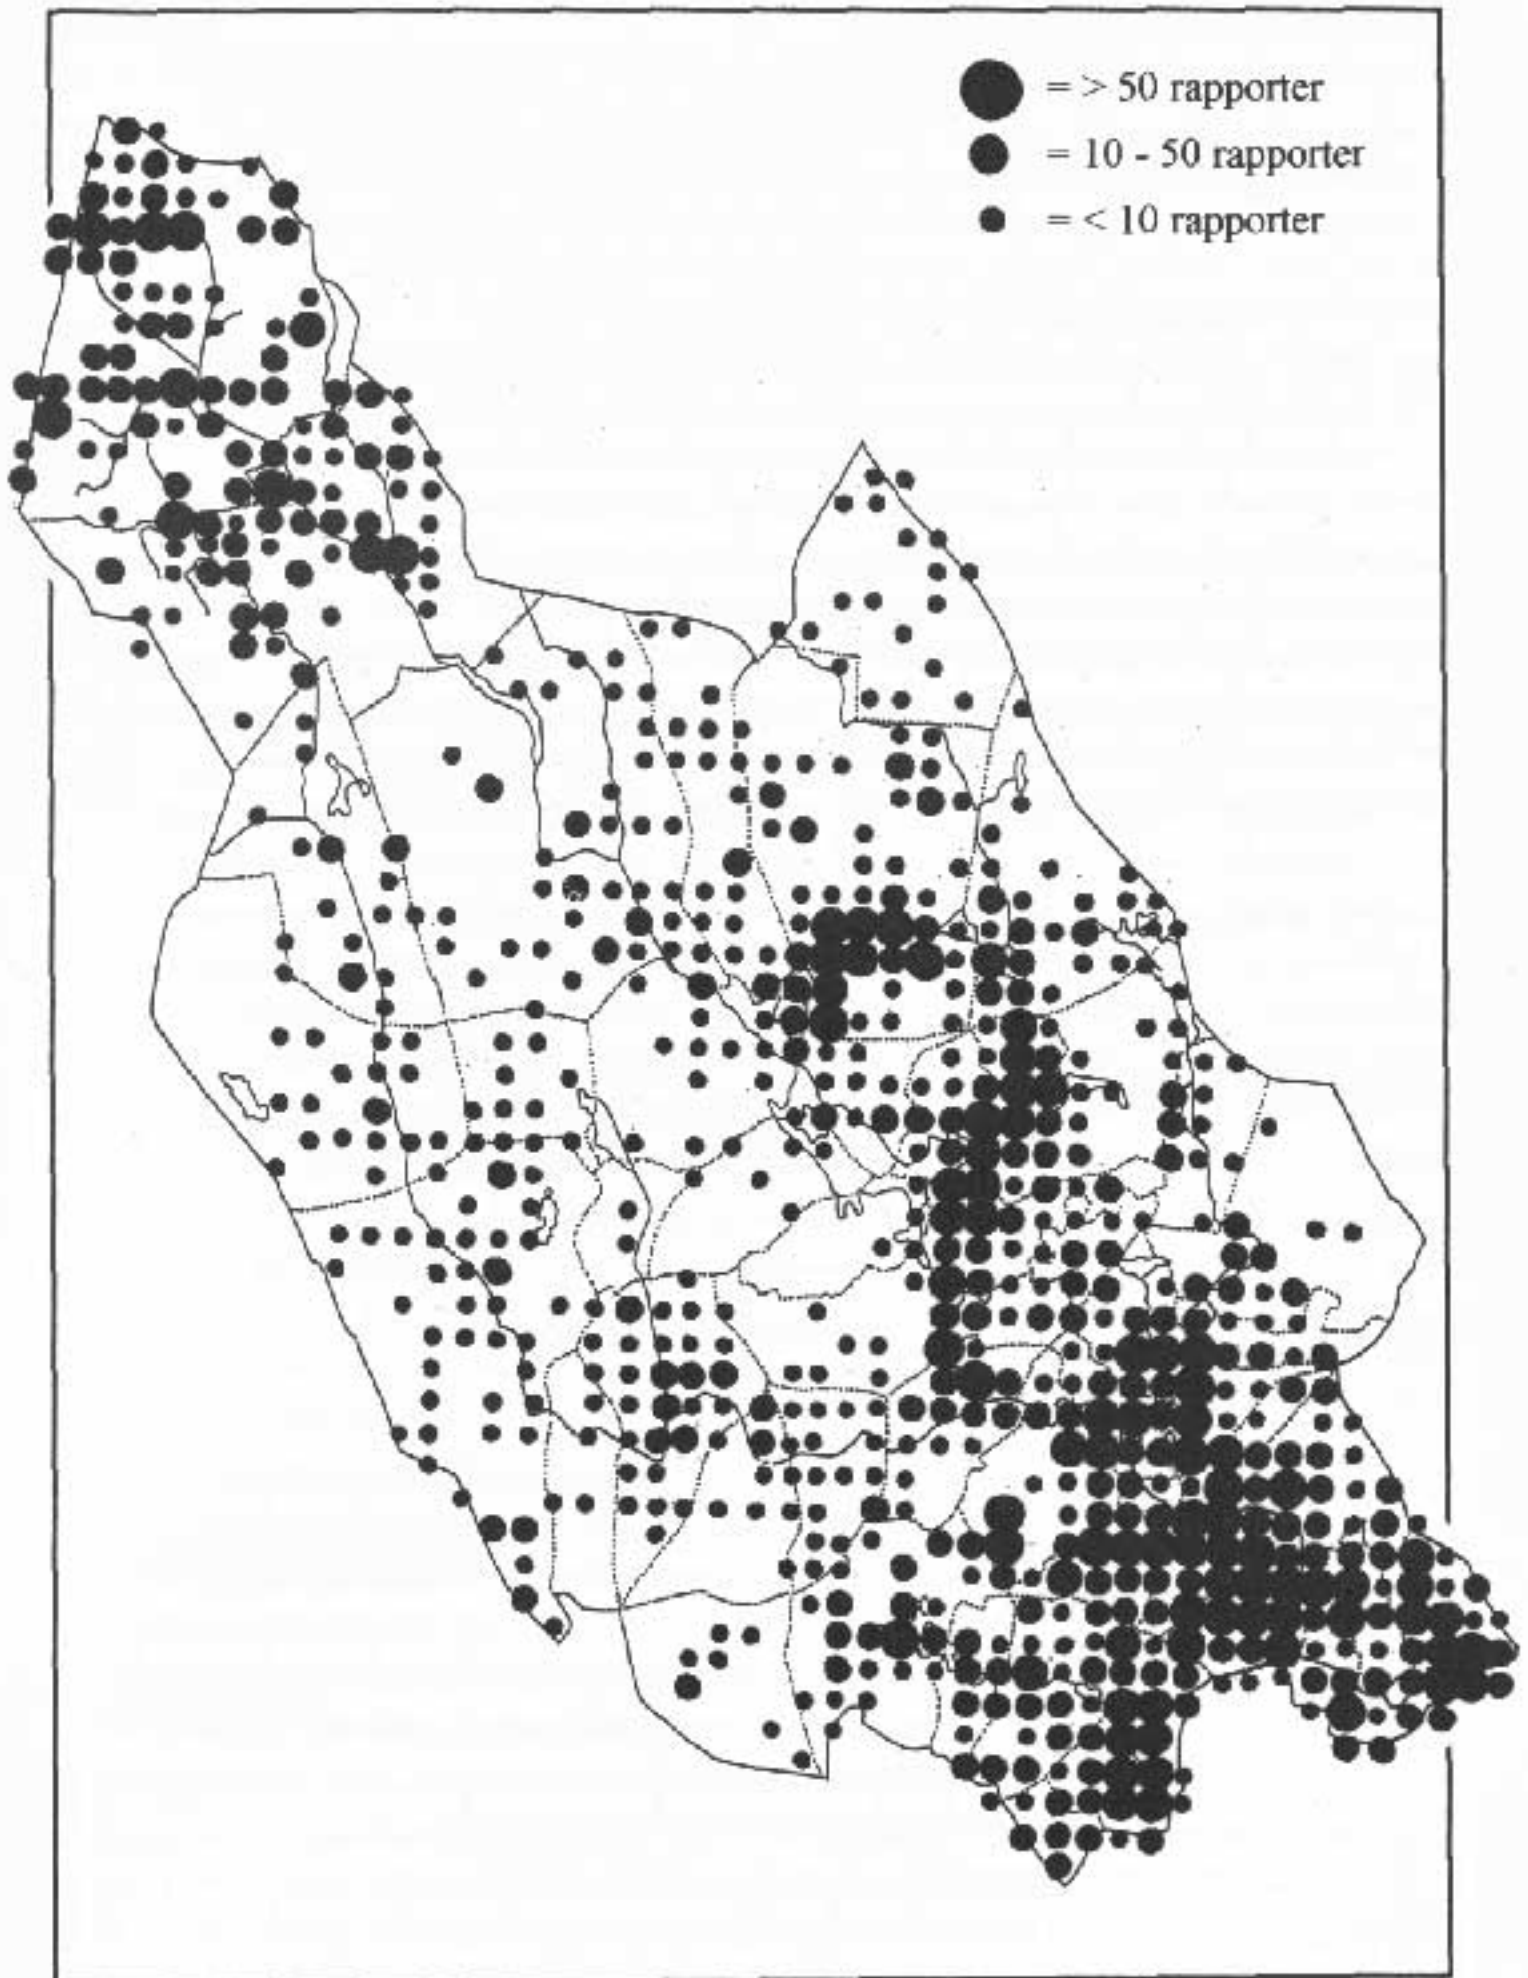 = > 50 rapporter
= 10 - 50 rapporter
= < 10 rapporter